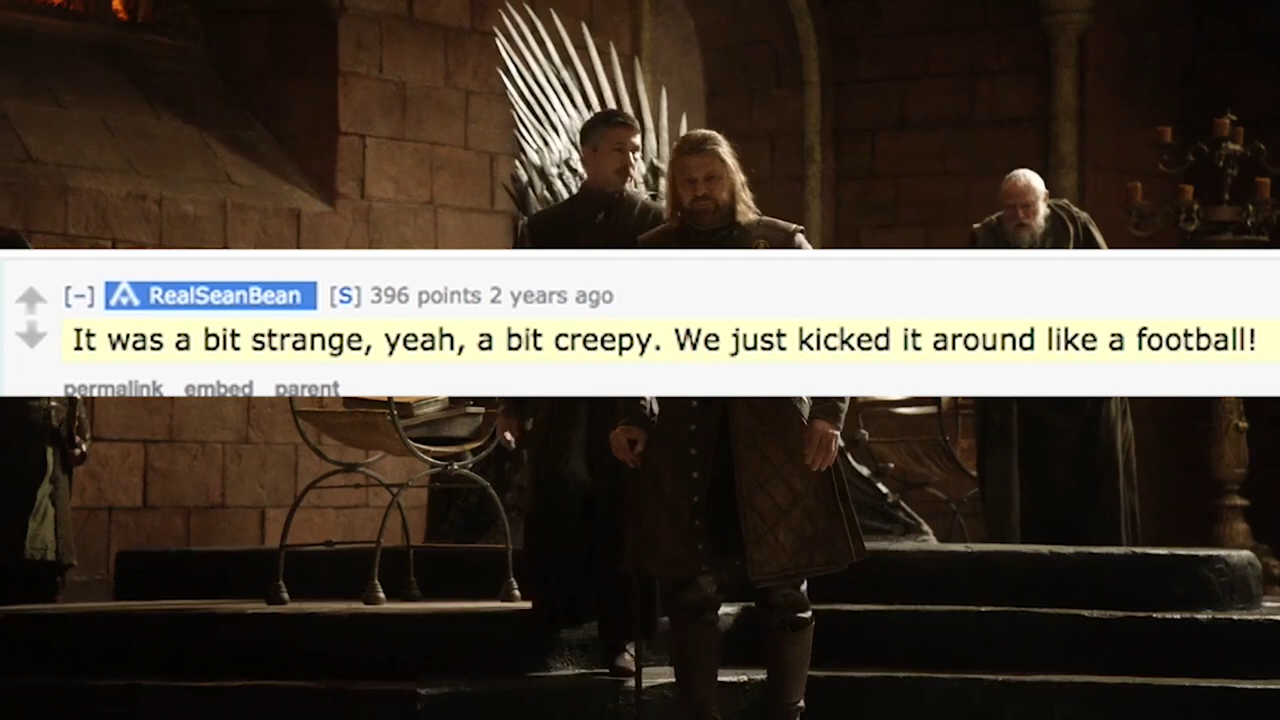 [–] RealSeanBean [S] 396 points 2 years ago
It was a bit strange, yeah, a bit creepy. We just kicked it around like a football!
permalink embed parent